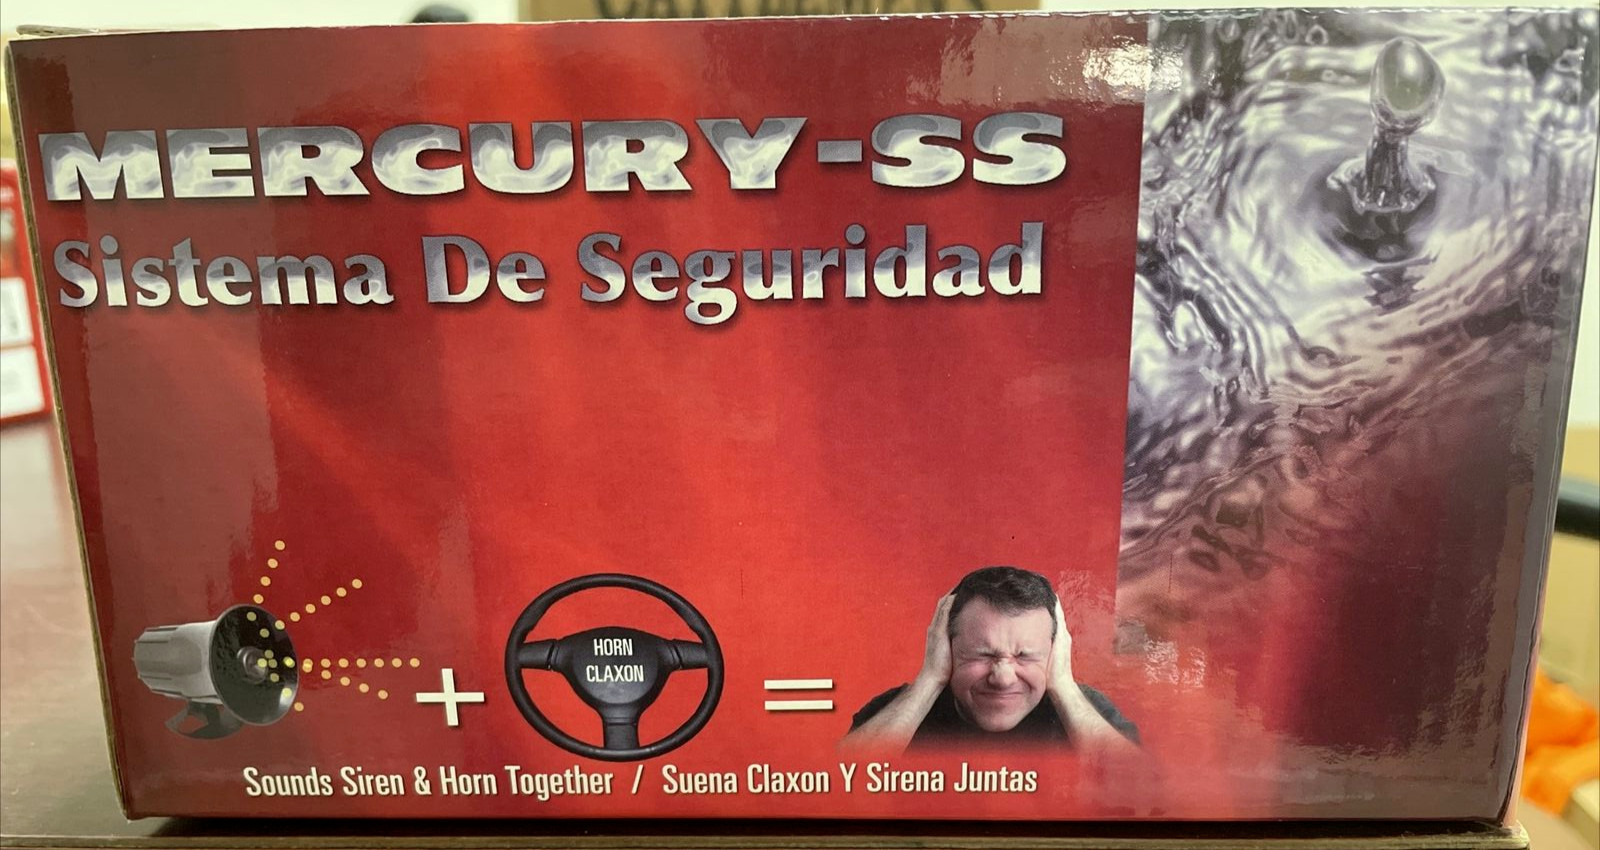 MERCURY-SS
Sistema De Seguridad
HORN
CLAXON
+
=
Sounds Siren & Horn Together / Suena Claxon Y Sirena Juntas